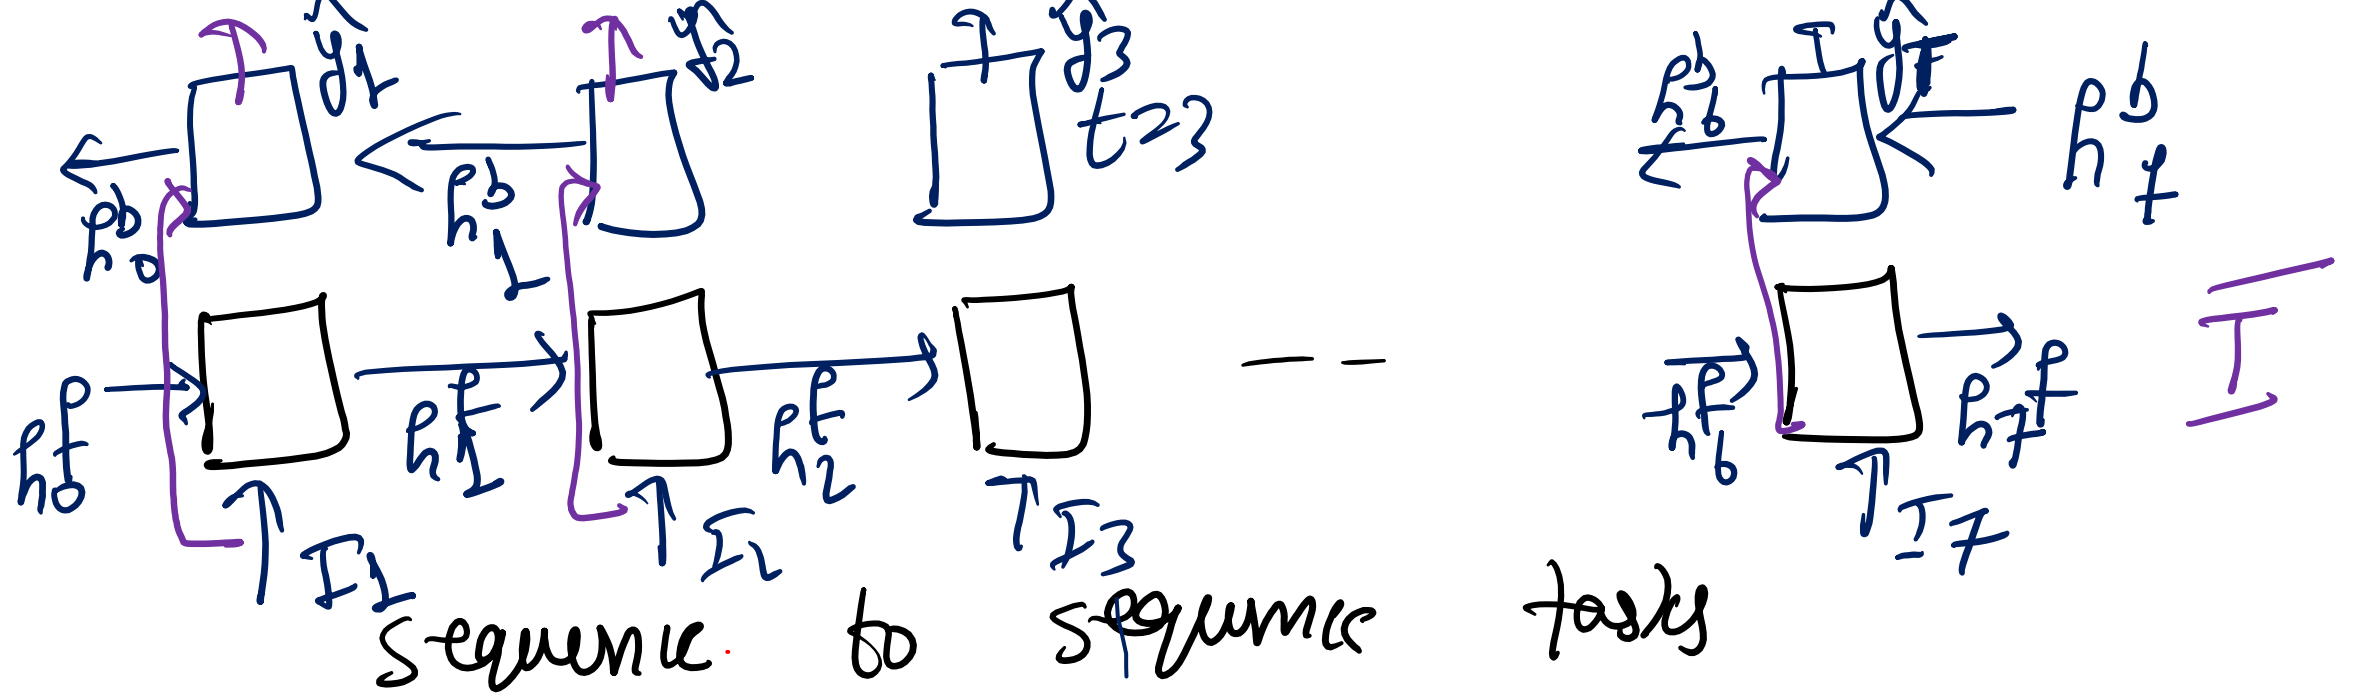 ŷ1 ŷ2 ŷ3 ŷ7
t=3
h^b_0 h^b_1 h^b_6 h^b_7
h^f_0 h^f_1 h^f_2 h^f_6 h^f_7
I
I1 I2 I3 I7
sequence to sequence tasks